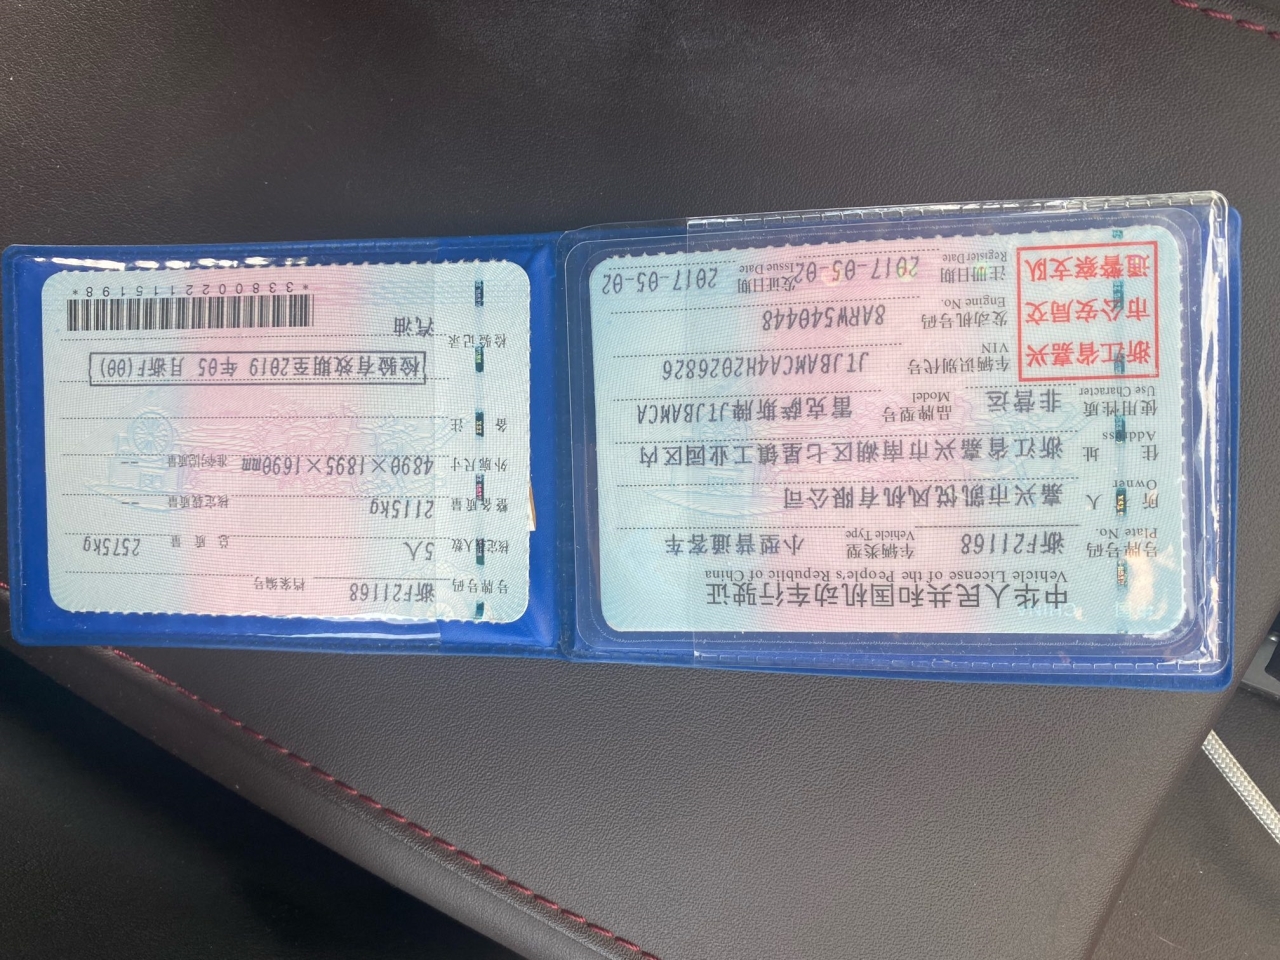 中华人民共和国机动车行驶证
Vehicle License of the People's Republic of China
号牌号码 浙F21168 车辆类型 小型普通客车
Plate No. Vehicle Type
所有人 嘉兴市凯悦风机有限公司
Owner
住址 浙江省嘉兴市南湖区七星镇工业园区内
Address
使用性质 非营运 品牌型号 雷克萨斯牌JTJBAMCA
Use Character Model
浙江省嘉兴
市公安局交
通警察支队
车辆识别代号 JTJBAMCA4H2026826
VIN
发动机号码 8ARW540448
Engine No.
注册日期 2017-05-02 发证日期 2017-05-02
Register Date Issue Date
号牌号码 浙F21168 档案编号
核定人数 5人 总质量 2575kg
整备质量 2115kg 核定载质量 --
外廓尺寸 4890×1895×1690mm 准牵引总质量 --
备注
检验有效期至2019年05月浙F(00)
检验记录 汽油
*3380022115198*